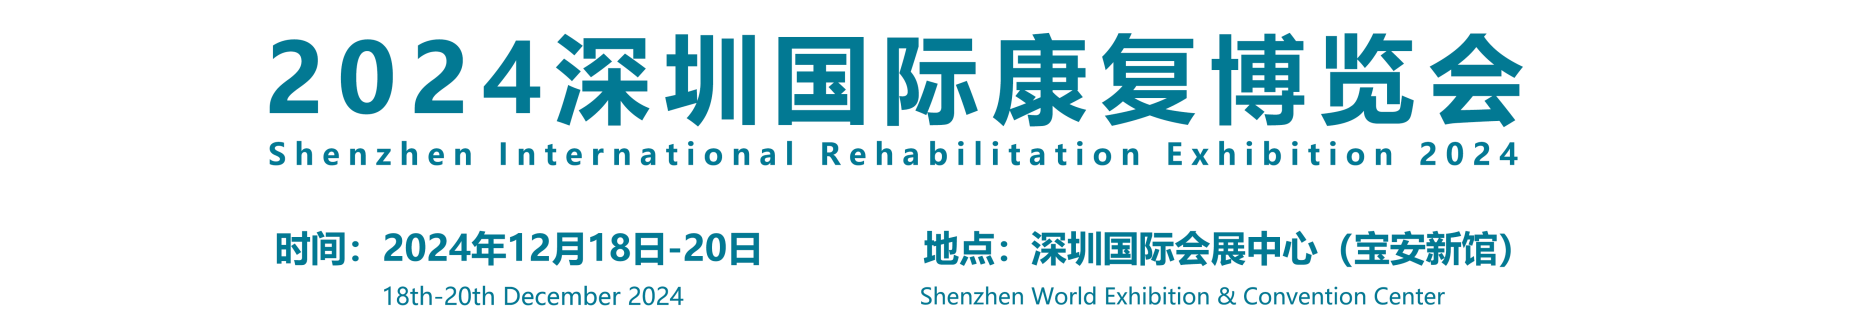 2024深圳国际康复博览会
Shenzhen International Rehabilitation Exhibition 2024
时间：2024年12月18日-20日
18th-20th December 2024
地点：深圳国际会展中心（宝安新馆）
Shenzhen World Exhibition & Convention Center